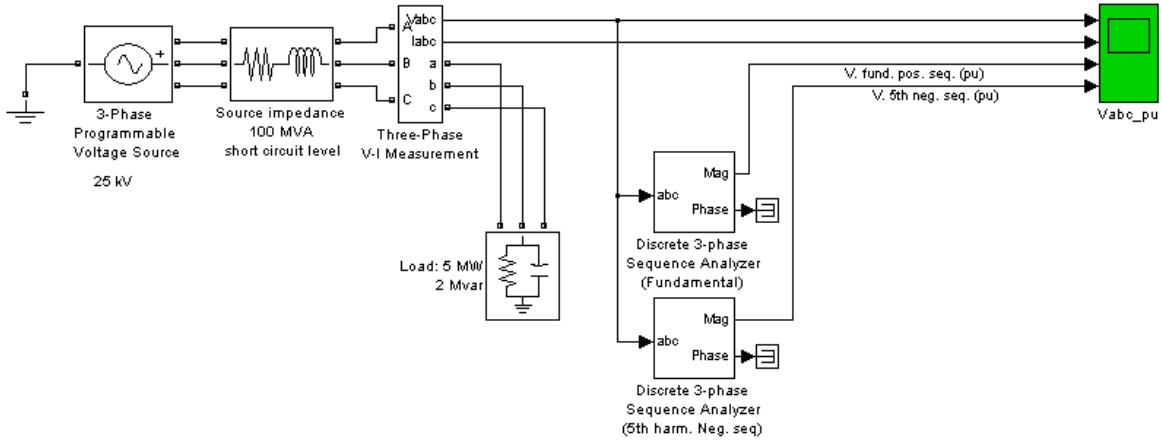 Vabc
A
Iabc
B
a
b
C
c
+
3-Phase
Programmable
Voltage Source
25 kV
Source impedance
100 MVA
short circuit level
Three-Phase
V-I Measurement
V. fund. pos. seq. (pu)
V. 5th neg. seq. (pu)
Vabc_pu
Load: 5 MW
2 Mvar
abc
Mag
Phase
Discrete 3-phase
Sequence Analyzer
(Fundamental)
abc
Mag
Phase
Discrete 3-phase
Sequence Analyzer
(5th harm. Neg. seq)